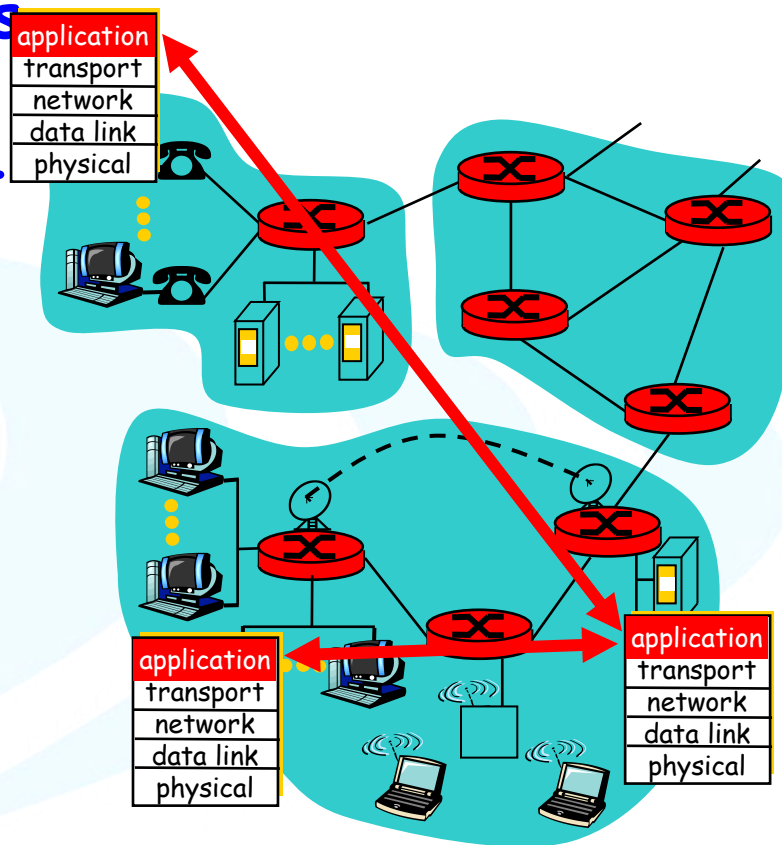 s
application
transport
network
data link
physical
.
application
transport
network
data link
physical
application
transport
network
data link
physical